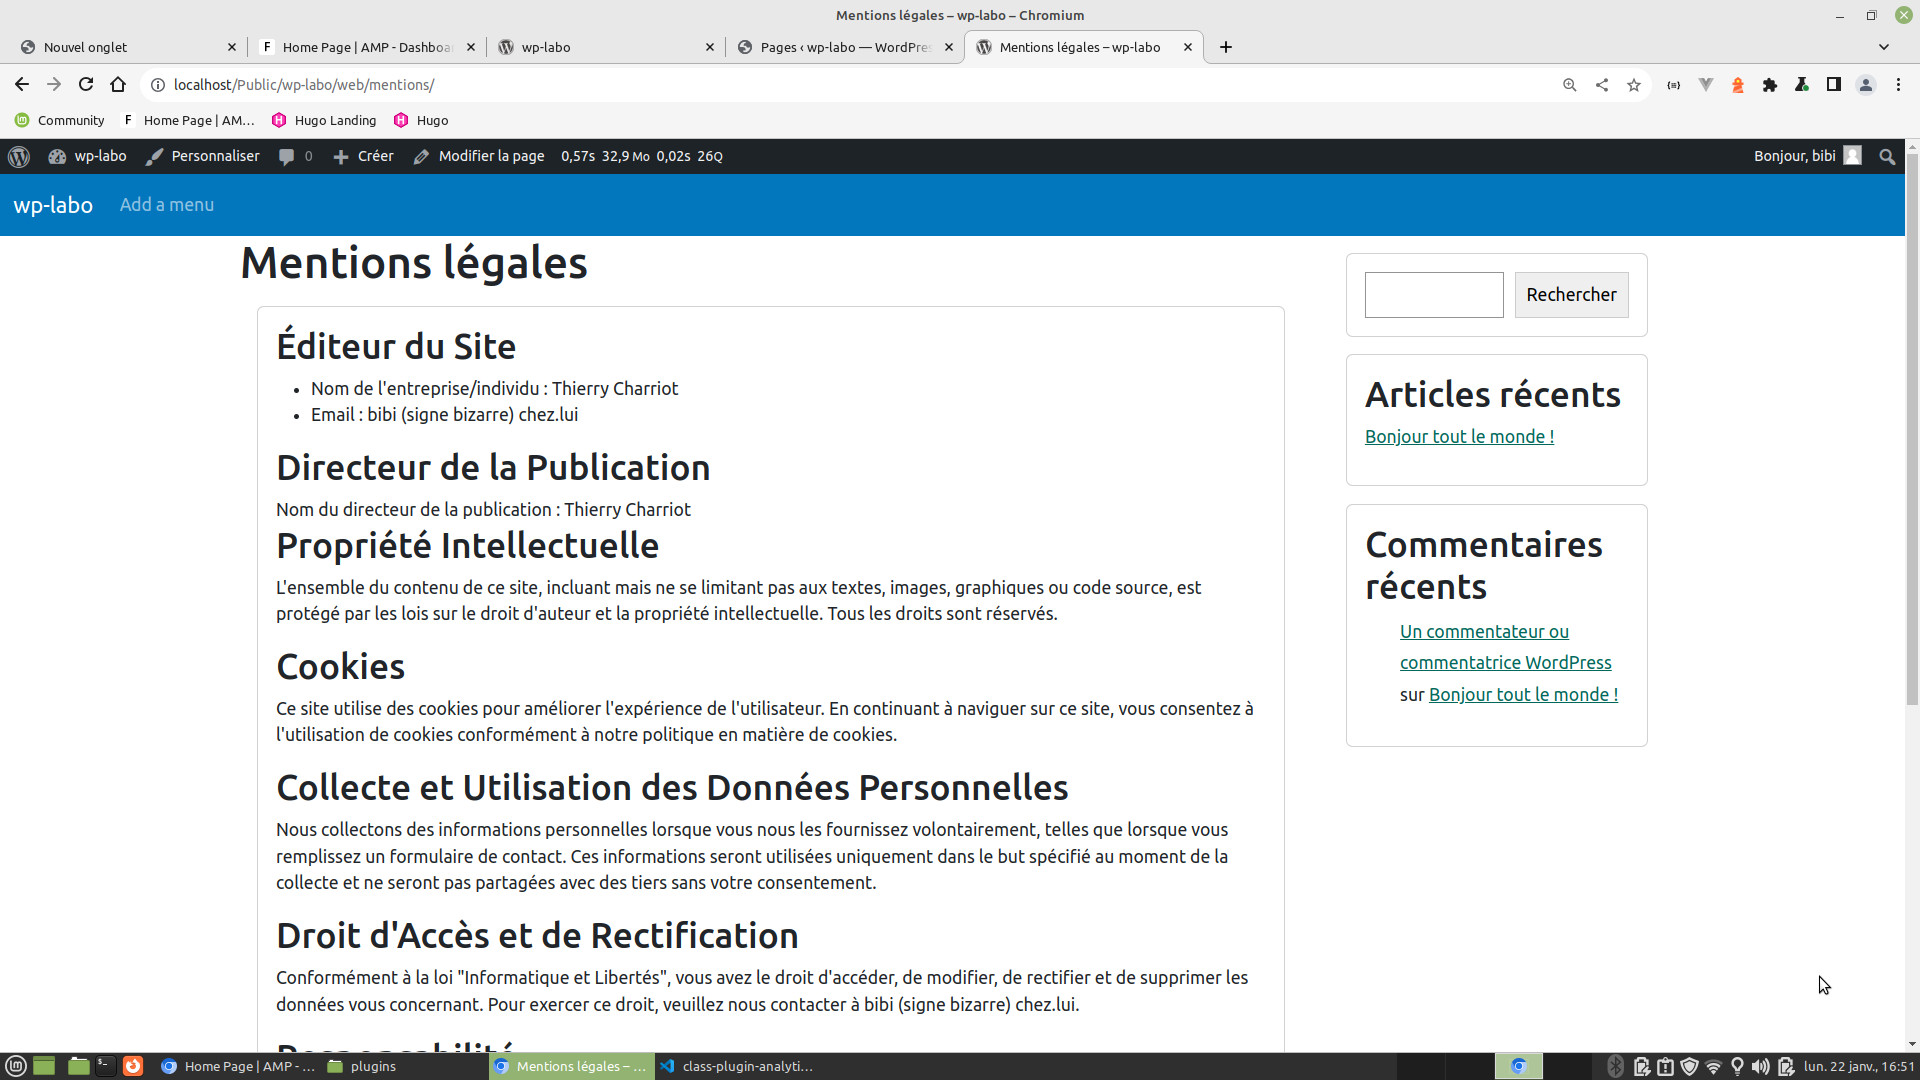 Mentions légales – wp-labo – Chromium
Nouvel onglet
Home Page | AMP - Dashboa
wp-labo
Pages ‹ wp-labo — WordPres
Mentions légales – wp-labo
localhost/Public/wp-labo/web/mentions/
Community
Home Page | AM...
Hugo Landing
Hugo
wp-labo
Personnaliser
0
Créer
Modifier la page
0,57s 32,9 Mo 0,02s 26Q
Bonjour, bibi
wp-labo
Add a menu
Mentions légales
Éditeur du Site
Nom de l'entreprise/individu : Thierry Charriot
Email : bibi (signe bizarre) chez.lui
Directeur de la Publication
Nom du directeur de la publication : Thierry Charriot
Propriété Intellectuelle
L'ensemble du contenu de ce site, incluant mais ne se limitant pas aux textes, images, graphiques ou code source, est
protégé par les lois sur le droit d'auteur et la propriété intellectuelle. Tous les droits sont réservés.
Cookies
Ce site utilise des cookies pour améliorer l'expérience de l'utilisateur. En continuant à naviguer sur ce site, vous consentez à
l'utilisation de cookies conformément à notre politique en matière de cookies.
Collecte et Utilisation des Données Personnelles
Nous collectons des informations personnelles lorsque vous nous les fournissez volontairement, telles que lorsque vous
remplissez un formulaire de contact. Ces informations seront utilisées uniquement dans le but spécifié au moment de la
collecte et ne seront pas partagées avec des tiers sans votre consentement.
Droit d'Accès et de Rectification
Conformément à la loi "Informatique et Libertés", vous avez le droit d'accéder, de modifier, de rectifier et de supprimer les
données vous concernant. Pour exercer ce droit, veuillez nous contacter à bibi (signe bizarre) chez.lui.
Responsabilité
Rechercher
Articles récents
Bonjour tout le monde !
Commentaires
récents
Un commentateur ou
commentatrice WordPress
sur Bonjour tout le monde !
Home Page | AMP - ...
plugins
Mentions légales – ...
class-plugin-analyti...
lun. 22 janv., 16:51